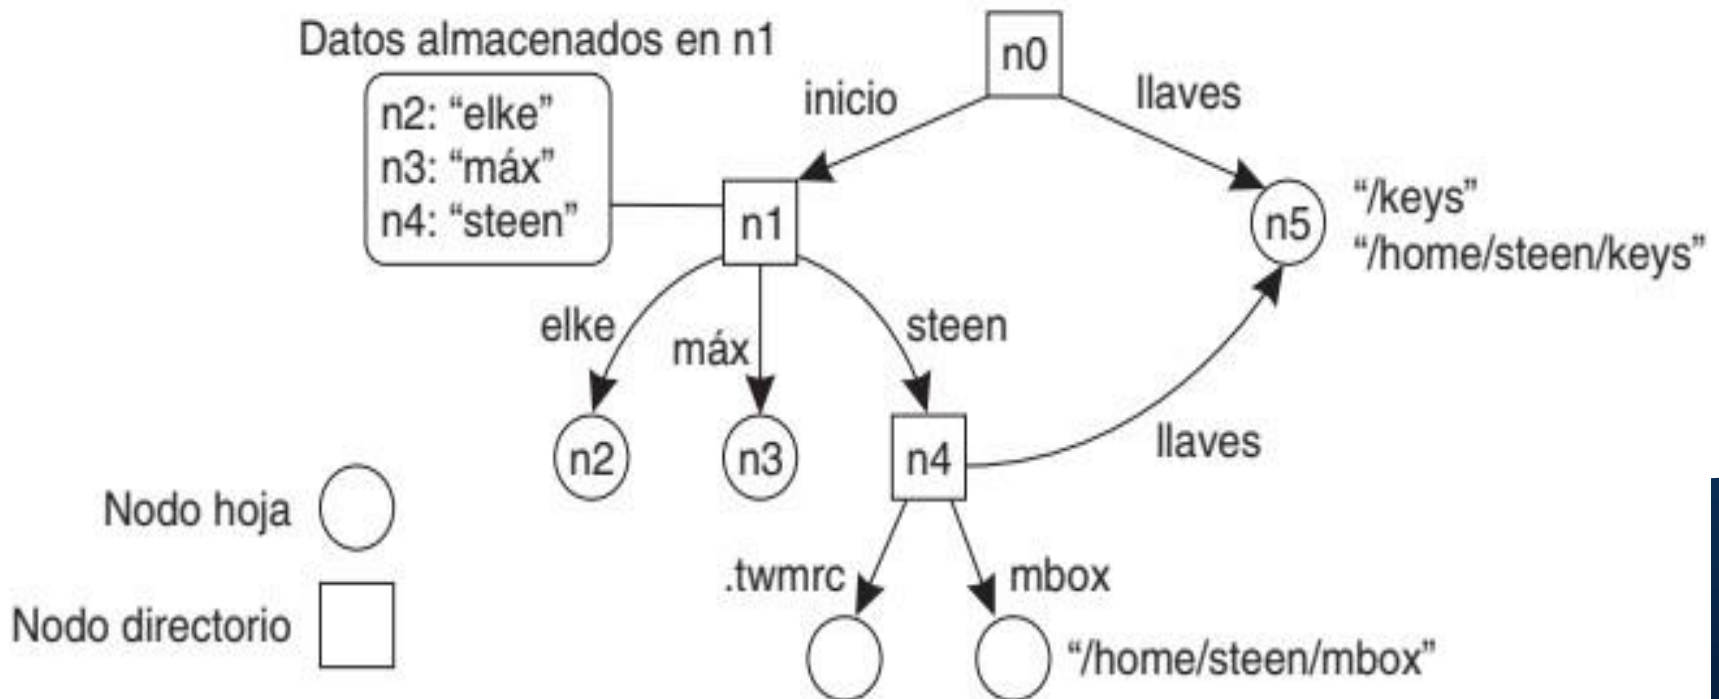 Datos almacenados en n1
n0
inicio
llaves
n2: “elke”
n3: “máx”
n4: “steen”
n1
n5
“/keys”
“/home/steen/keys”
elke
máx
steen
n2
n3
n4
llaves
Nodo hoja
.twmrc
mbox
Nodo directorio
“/home/steen/mbox”